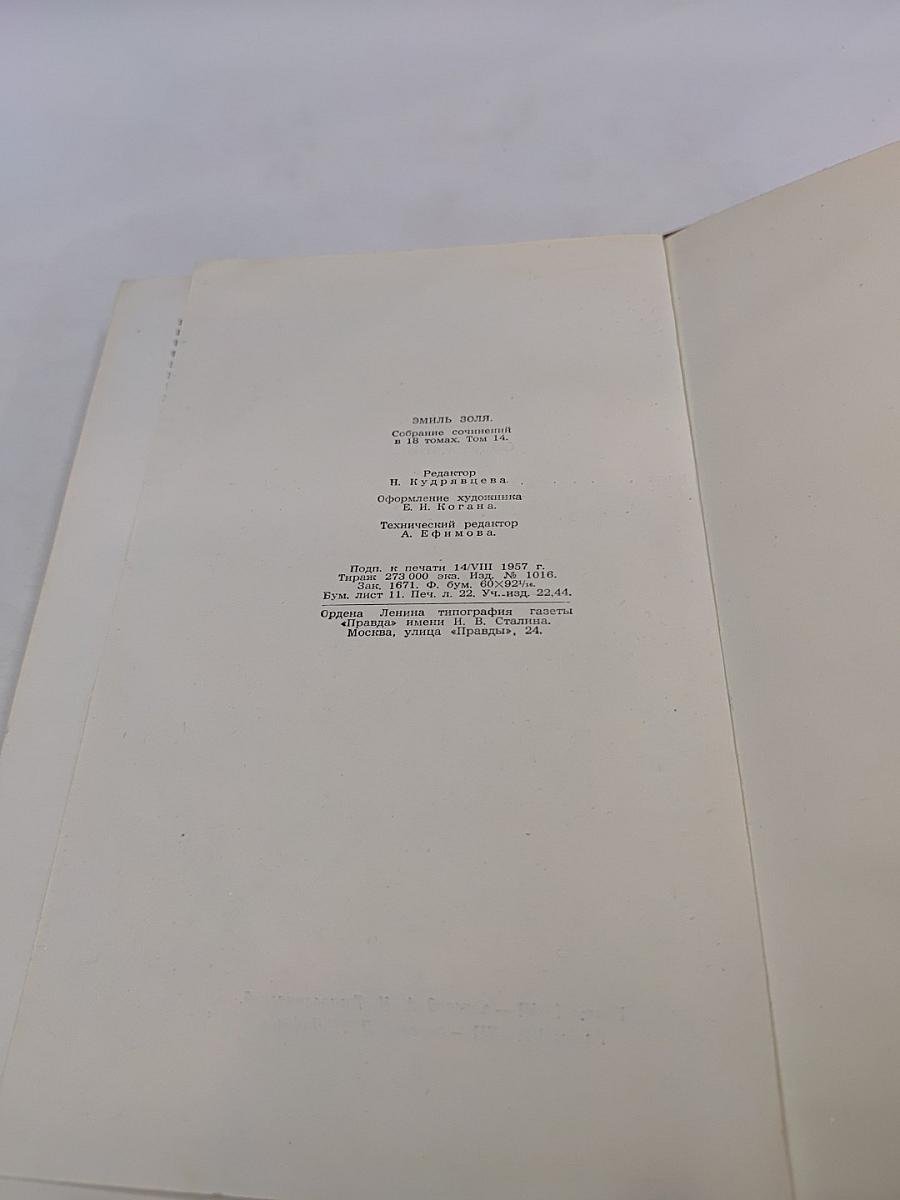 ЭМИЛЬ ЗОЛЯ.
Собрание сочинений
в 18 томах. Том 14.
Редактор
Н. Кудрявцева.
Оформление художника
Е. И. Когана.
Технический редактор
А. Ефимова.
Подп. к печати 14/VIII 1957 г.
Тираж 273 000 экз. Изд. № 1016.
Зак. 1671. Ф. бум. 60×92¹/₁₆.
Бум. лист 11. Печ. л. 22. Уч.-изд. 22,44.
Ордена Ленина типография газеты
«Правда» имени И. В. Сталина.
Москва, улица «Правды», 24.